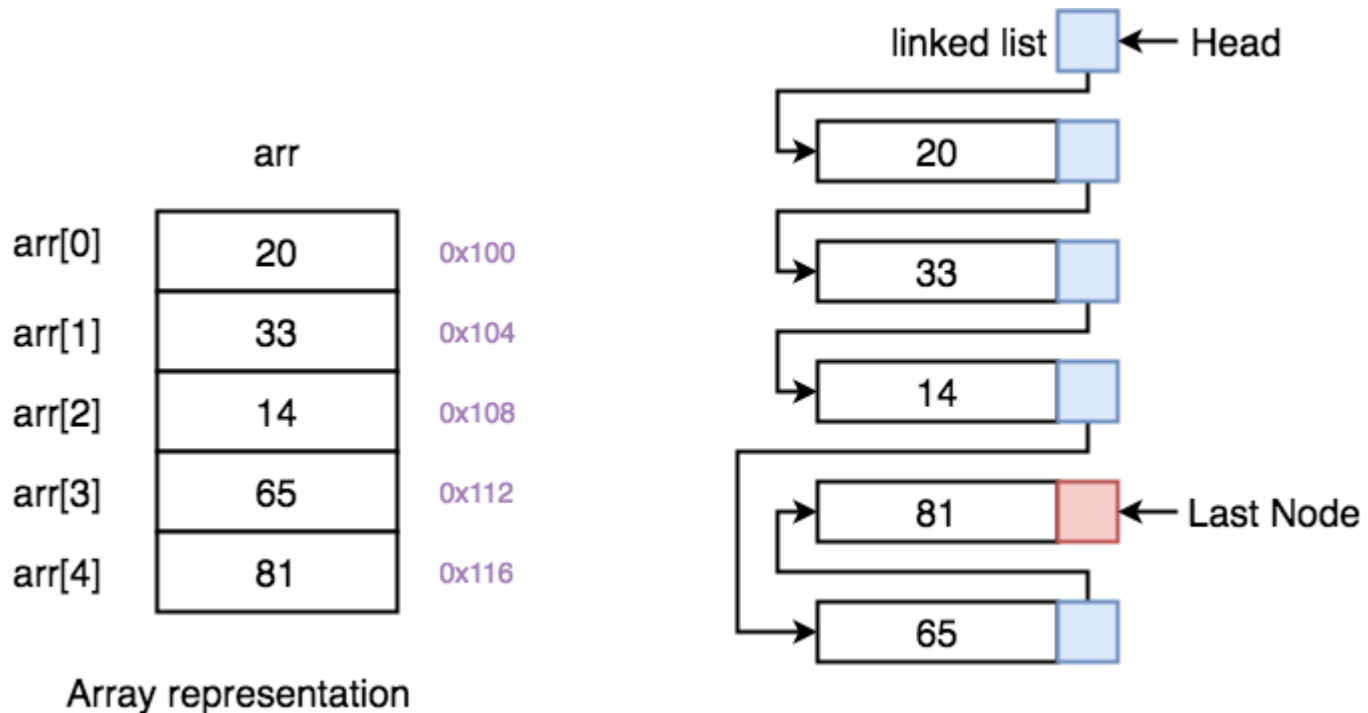 arr
arr[0] 20 0x100
arr[1] 33 0x104
arr[2] 14 0x108
arr[3] 65 0x112
arr[4] 81 0x116
Array representation
linked list Head
20
33
14
81 Last Node
65